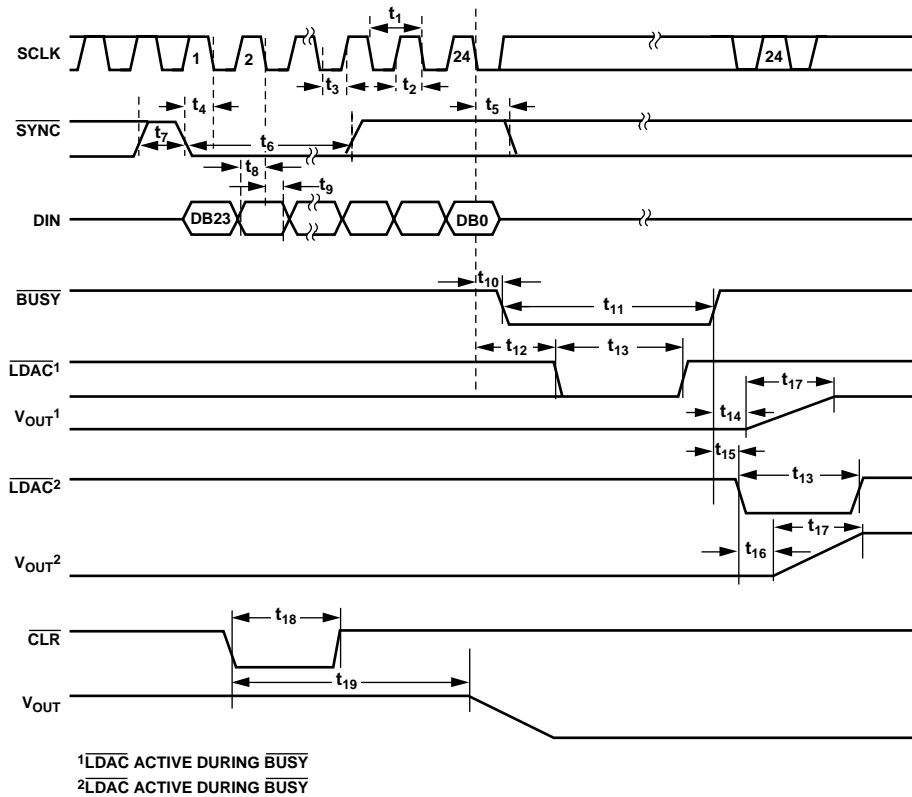 t1
SCLK
1
2
24
24
t3
t2
t4
t5
SYNC
t7
t6
t8
t9
DIN
DB23
DB0
t10
BUSY
t11
t12
t13
LDAC1
t17
VOUT1
t14
t15
t13
LDAC2
t17
t16
VOUT2
t18
CLR
t19
VOUT
1LDAC ACTIVE DURING BUSY
2LDAC ACTIVE DURING BUSY